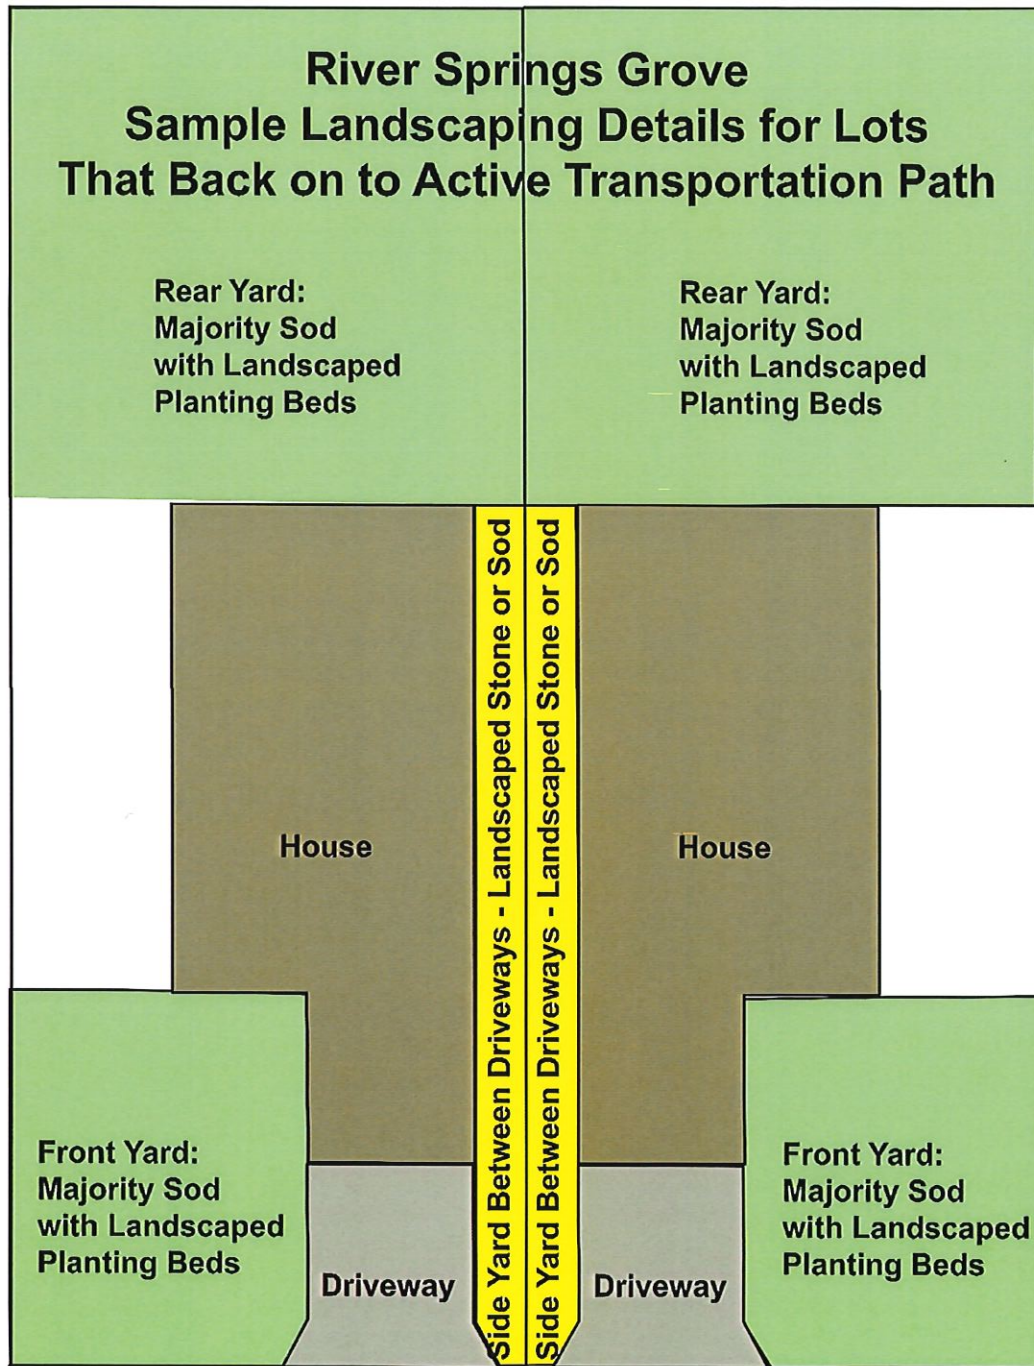 River Springs Grove
Sample Landscaping Details for Lots
That Back on to Active Transportation Path
Rear Yard:
Majority Sod
with Landscaped
Planting Beds
Rear Yard:
Majority Sod
with Landscaped
Planting Beds
Side Yard Between Driveways - Landscaped Stone or Sod
Side Yard Between Driveways - Landscaped Stone or Sod
House
House
Front Yard:
Majority Sod
with Landscaped
Planting Beds
Driveway
Driveway
Front Yard:
Majority Sod
with Landscaped
Planting Beds